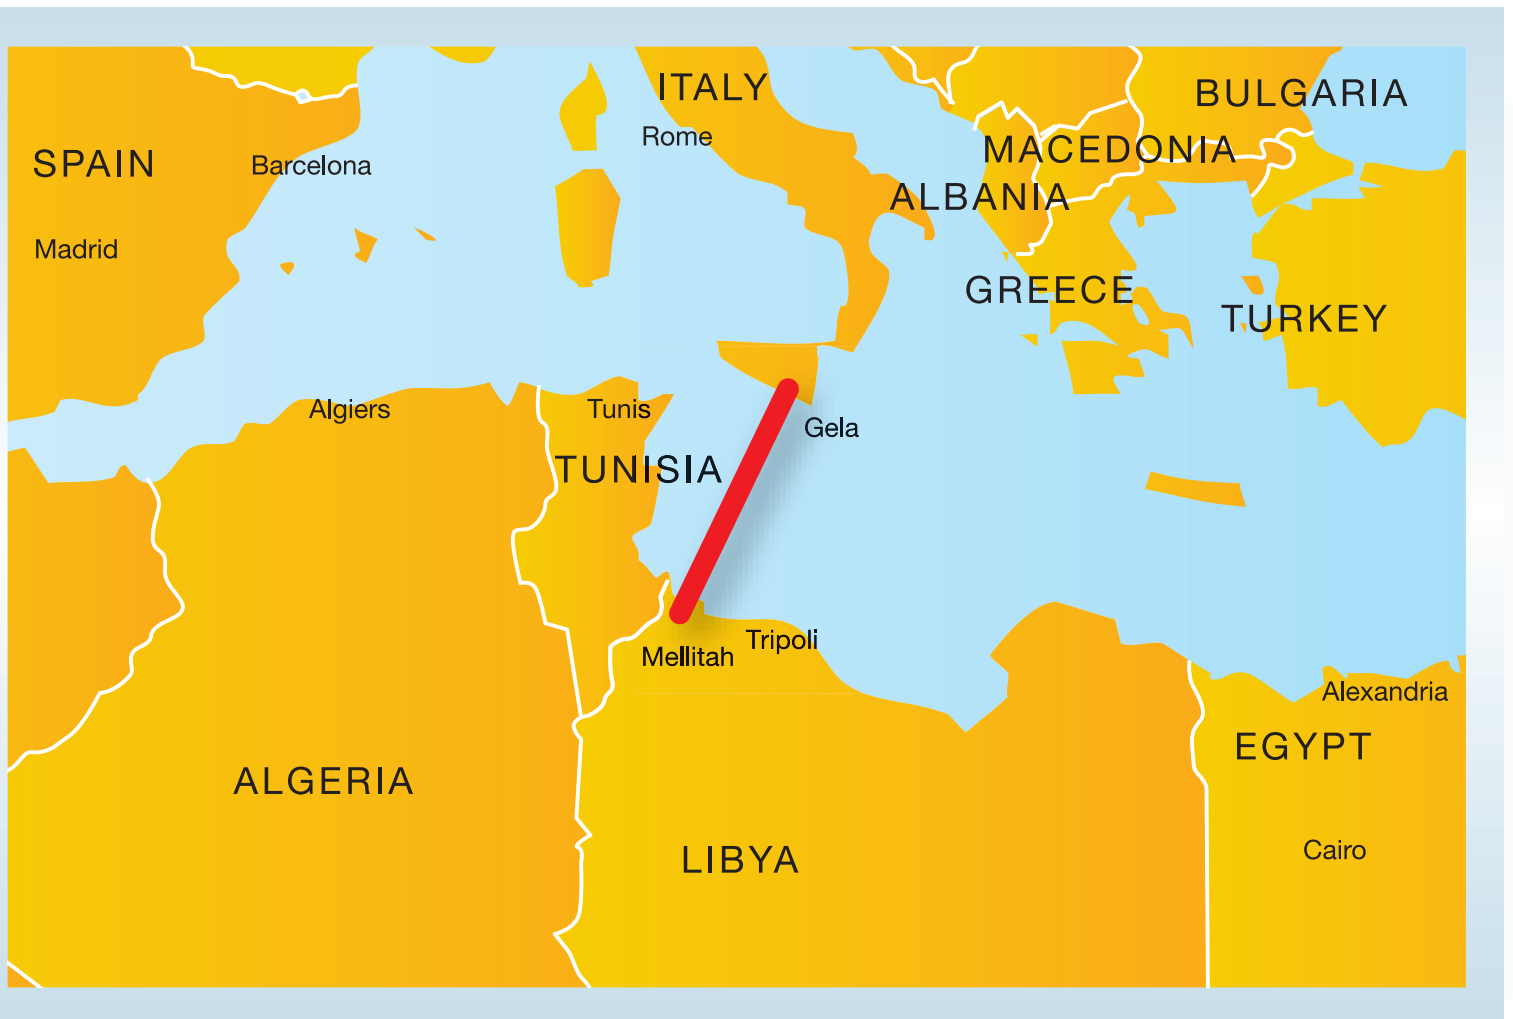 ITALY
BULGARIA
Rome
MACEDONIA
SPAIN
Barcelona
ALBANIA
Madrid
GREECE
TURKEY
Algiers
Tunis
Gela
TUNISIA
Tripoli
Mellitah
Alexandria
EGYPT
ALGERIA
Cairo
LIBYA